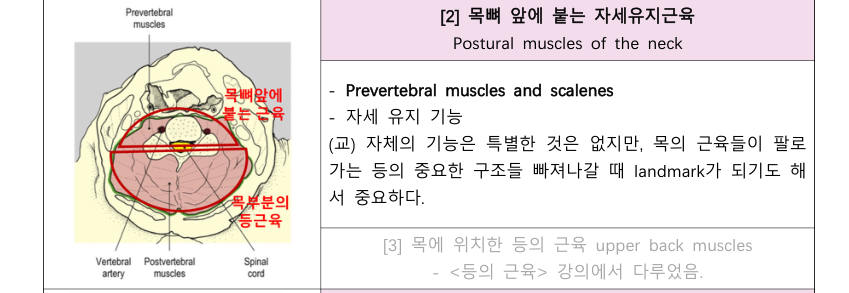 Prevertebral
muscles
목뼈앞에
붙는 근육
목부분의
등근육
Vertebral
artery
Postvertebral
muscles
Spinal
cord
[2] 목뼈 앞에 붙는 자세유지근육
Postural muscles of the neck
- Prevertebral muscles and scalenes
- 자세 유지 기능
(교) 자체의 기능은 특별한 것은 없지만, 목의 근육들이 팔로
가는 등의 중요한 구조들 빠져나갈 때 landmark가 되기도 해
서 중요하다.
[3] 목에 위치한 등의 근육 upper back muscles
- <등의 근육> 강의에서 다루었음.